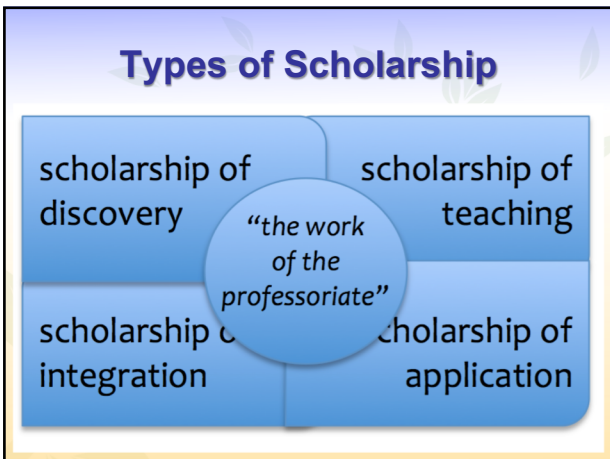 Types of Scholarship
scholarship of
discovery
scholarship of
teaching
“the work
of the
professoriate”
scholarship o
integration
cholarship of
application